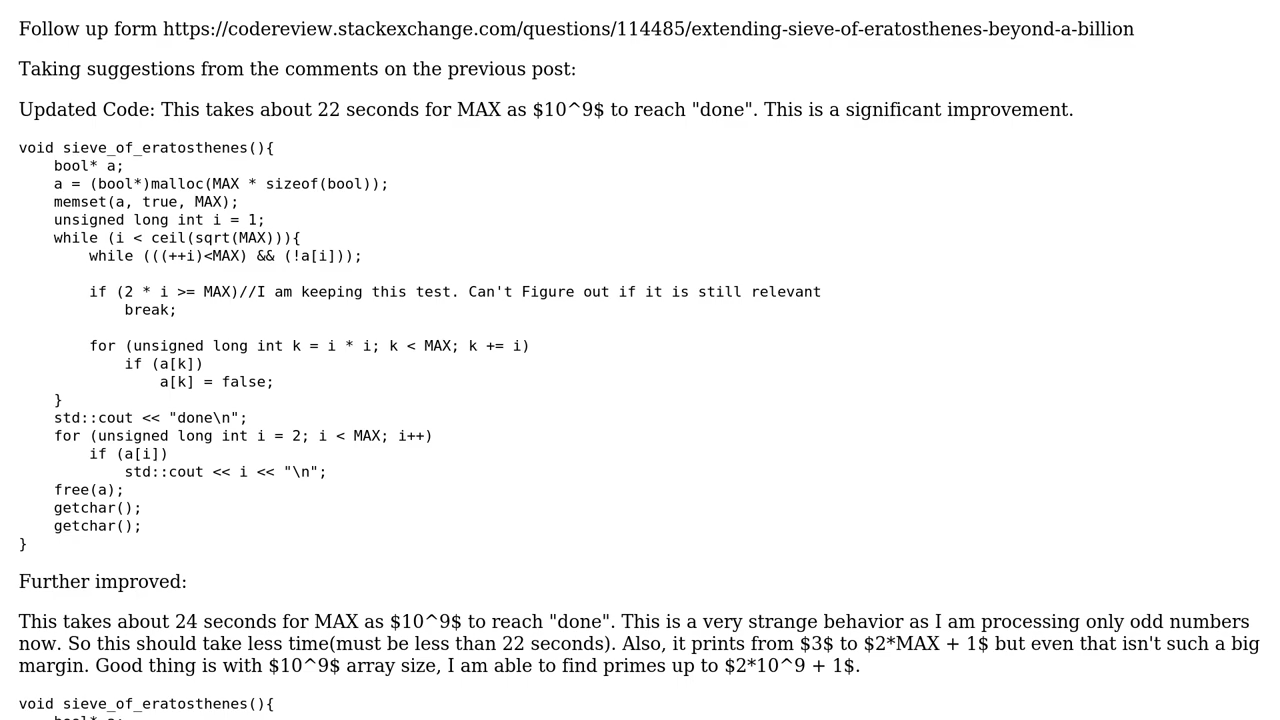 Follow up form https://codereview.stackexchange.com/questions/114485/extending-sieve-of-eratosthenes-beyond-a-billion
Taking suggestions from the comments on the previous post:
Updated Code: This takes about 22 seconds for MAX as $10^9$ to reach "done". This is a significant improvement.
void sieve_of_eratosthenes(){
    bool* a;
    a = (bool*)malloc(MAX * sizeof(bool));
    memset(a, true, MAX);
    unsigned long int i = 1;
    while (i < ceil(sqrt(MAX))){
        while (((++i)<MAX) && (!a[i]));
        if (2 * i >= MAX)//I am keeping this test. Can't Figure out if it is still relevant
            break;
        for (unsigned long int k = i * i; k < MAX; k += i)
            if (a[k])
                a[k] = false;
    }
    std::cout << "done\n";
    for (unsigned long int i = 2; i < MAX; i++)
        if (a[i])
            std::cout << i << "\n";
    free(a);
    getchar();
    getchar();
}
Further improved:
This takes about 24 seconds for MAX as $10^9$ to reach "done". This is a very strange behavior as I am processing only odd numbers
now. So this should take less time(must be less than 22 seconds). Also, it prints from $3$ to $2*MAX + 1$ but even that isn't such a big
margin. Good thing is with $10^9$ array size, I am able to find primes up to $2*10^9 + 1$.
void sieve_of_eratosthenes(){
    bool* a;